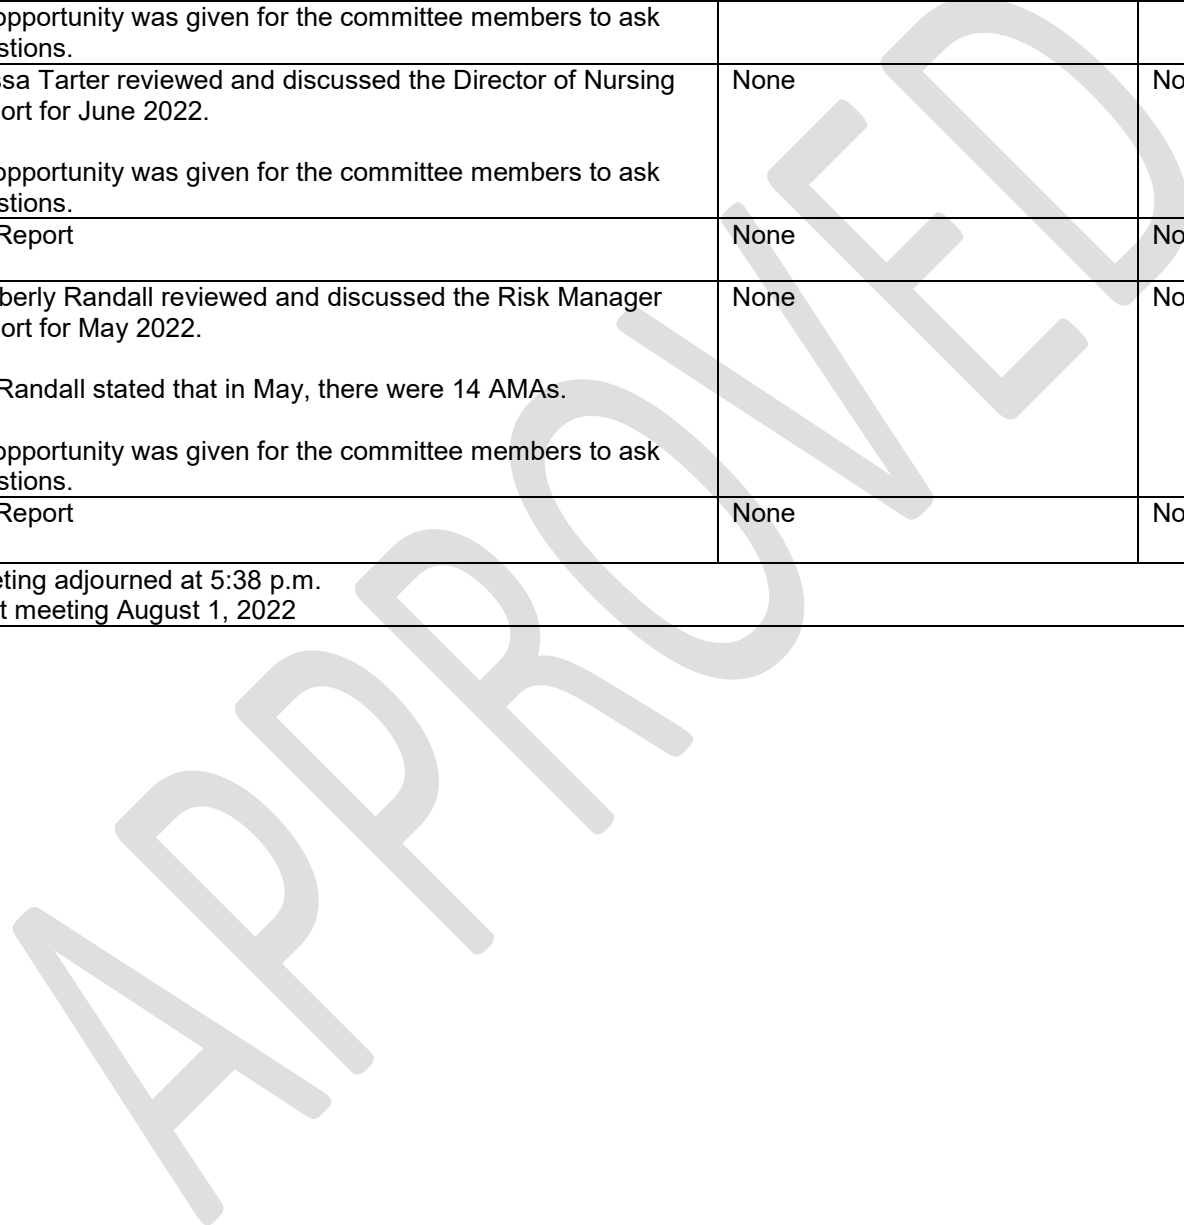 opportunity was given for the committee members to ask
stions.
ssa Tarter reviewed and discussed the Director of Nursing None No
ort for June 2022.
opportunity was given for the committee members to ask
stions.
Report None No
berly Randall reviewed and discussed the Risk Manager None No
ort for May 2022.
Randall stated that in May, there were 14 AMAs.
opportunity was given for the committee members to ask
stions.
Report None No
eting adjourned at 5:38 p.m.
t meeting August 1, 2022
APPROVED